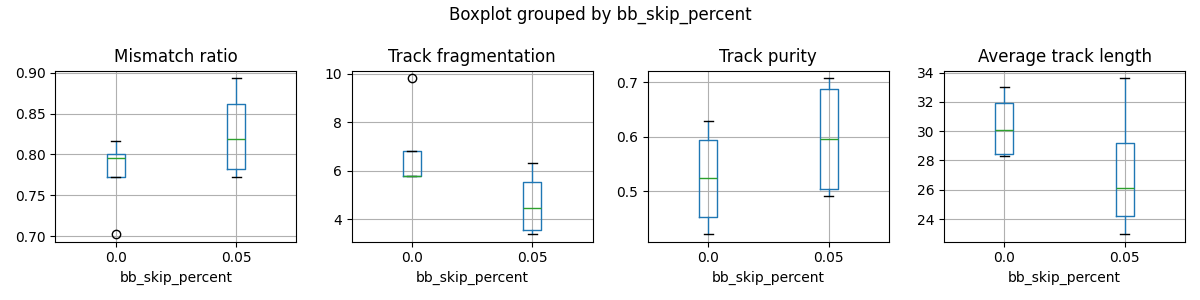 Boxplot grouped by bb_skip_percent
Mismatch ratio
0.90
0.85
0.80
0.75
0.70
0.0
0.05
bb_skip_percent
Track fragmentation
10
8
6
4
0.0
0.05
bb_skip_percent
Track purity
0.7
0.6
0.5
0.0
0.05
bb_skip_percent
Average track length
34
32
30
28
26
24
0.0
0.05
bb_skip_percent